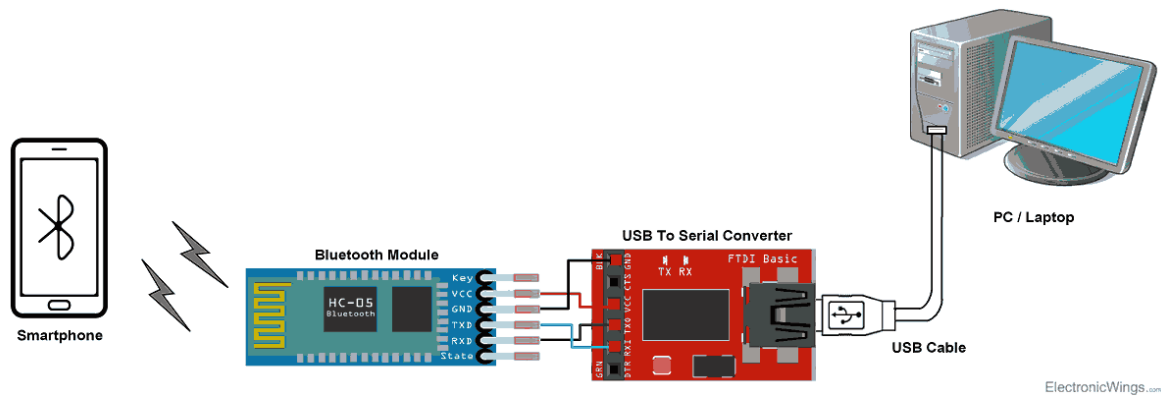 Smartphone
Bluetooth Module
HC-05
Bluetooth
Key
VCC
GND
TXD
RXD
State
USB To Serial Converter
BLK
GND
CTS
VCC
TXO
RXI
DTR
GRN
TX RX
FTDI Basic
USB Cable
PC / Laptop
ElectronicWings.com